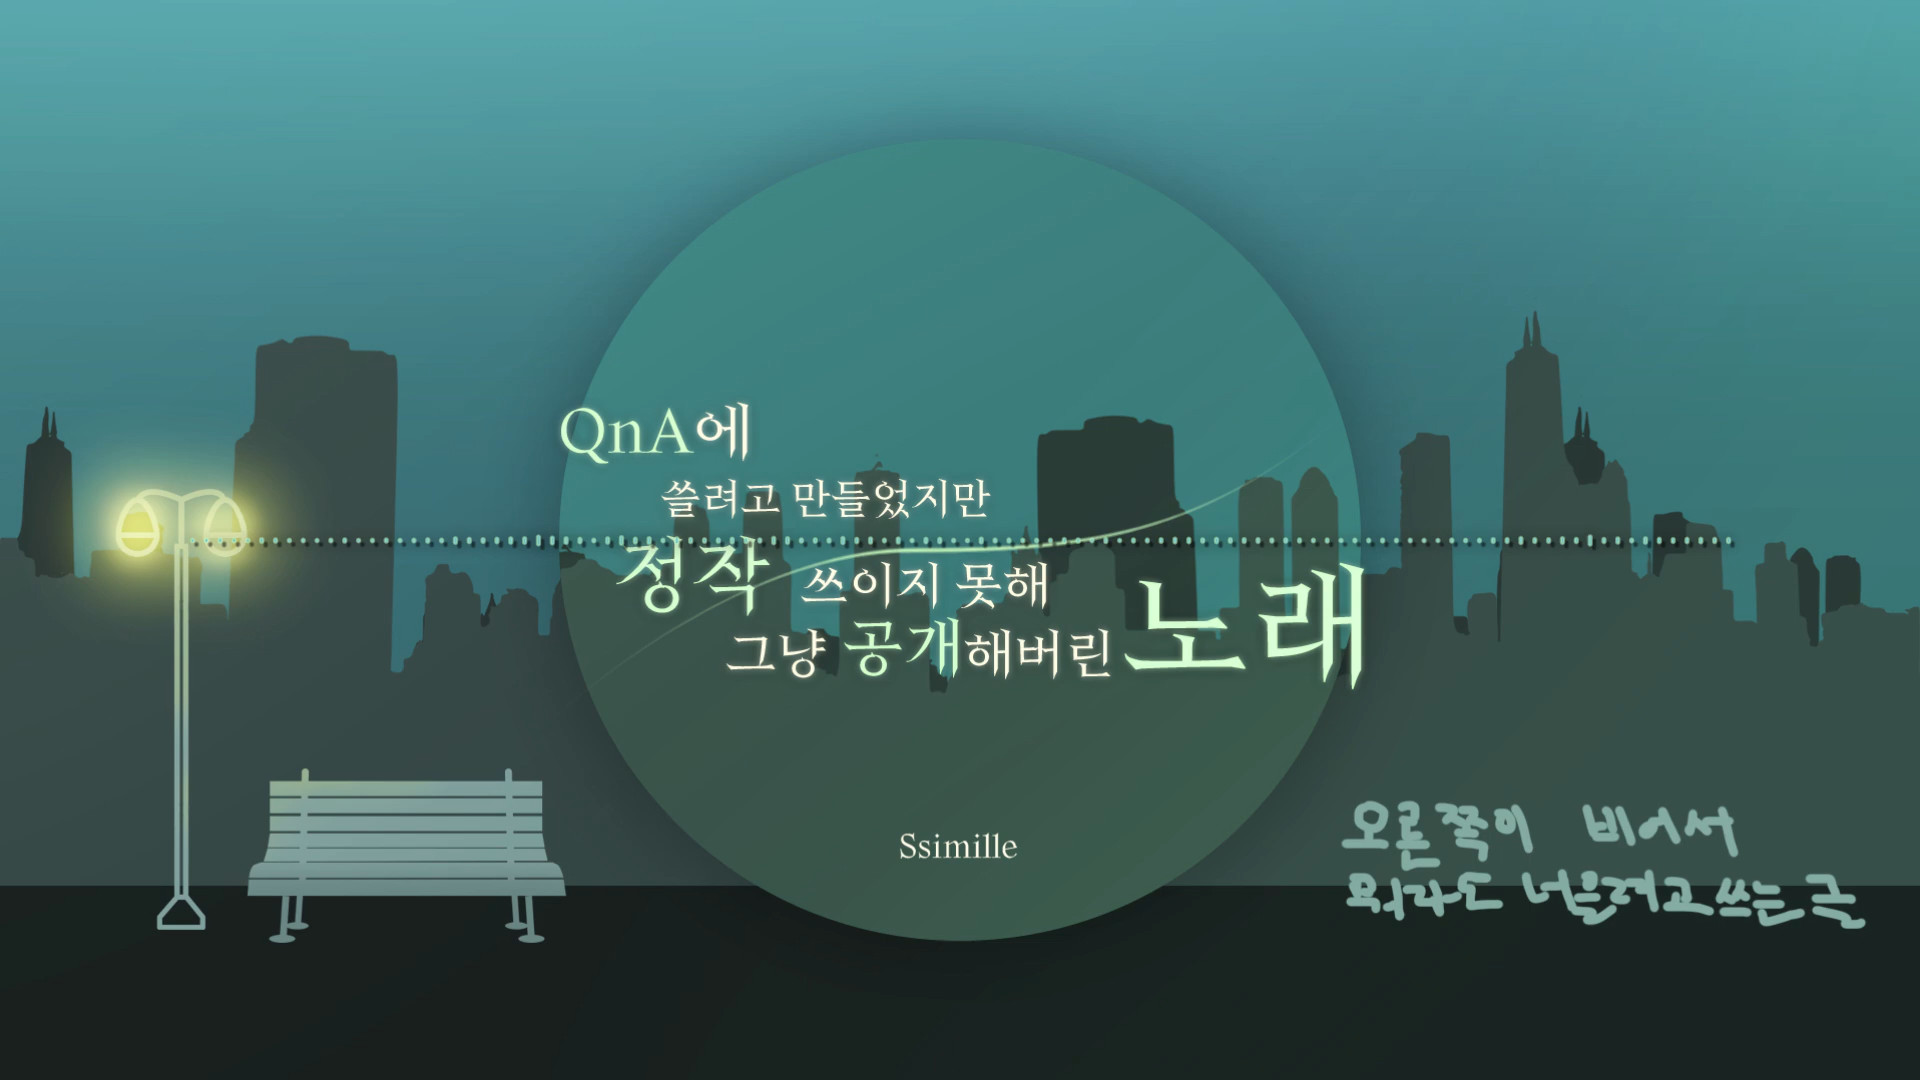 QnA에
쓸려고 만들었지만
정작 쓰이지 못해
그냥 공개해버린 노래
Ssimille
오른쪽이 비어서
뭐라도 너을려고 쓰는 글